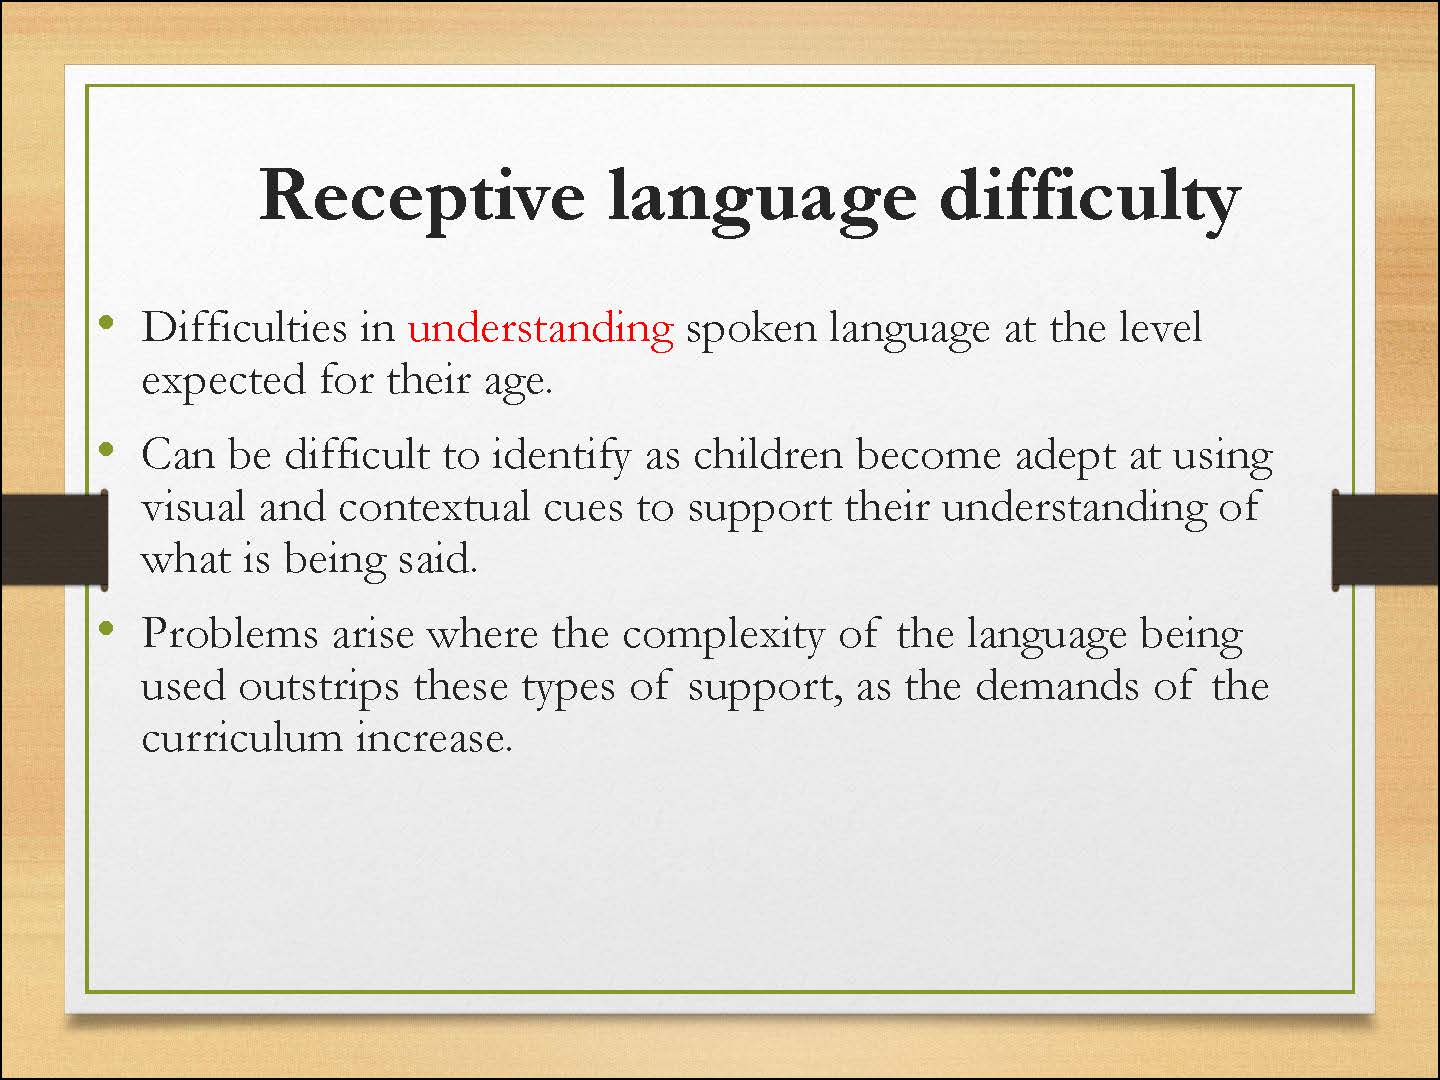 Receptive language difficulty
• Difficulties in understanding spoken language at the level
expected for their age.
• Can be difficult to identify as children become adept at using
visual and contextual cues to support their understanding of
what is being said.
• Problems arise where the complexity of the language being
used outstrips these types of support, as the demands of the
curriculum increase.